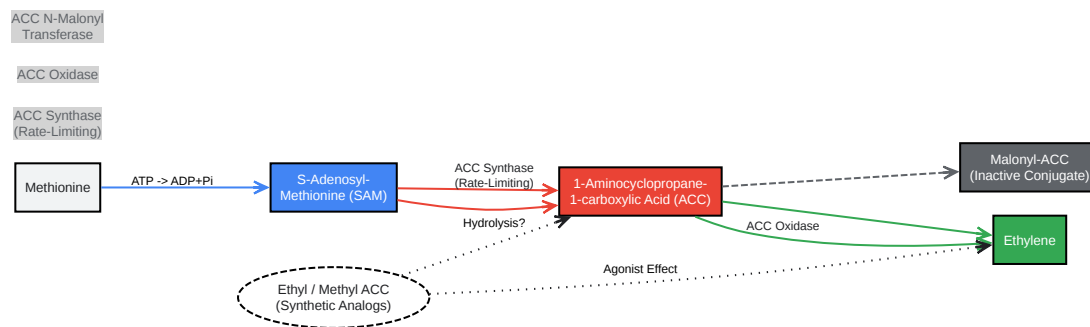 ACC N-Malonyl
Transferase
ACC Oxidase
ACC Synthase
(Rate-Limiting)
Methionine
ATP -> ADP+Pi
S-Adenosyl-
Methionine (SAM)
ACC Synthase
(Rate-Limiting)
1-Aminocyclopropane-
1-carboxylic Acid (ACC)
Malonyl-ACC
(Inactive Conjugate)
Hydrolysis?
ACC Oxidase
Ethylene
Agonist Effect
Ethyl / Methyl ACC
(Synthetic Analogs)